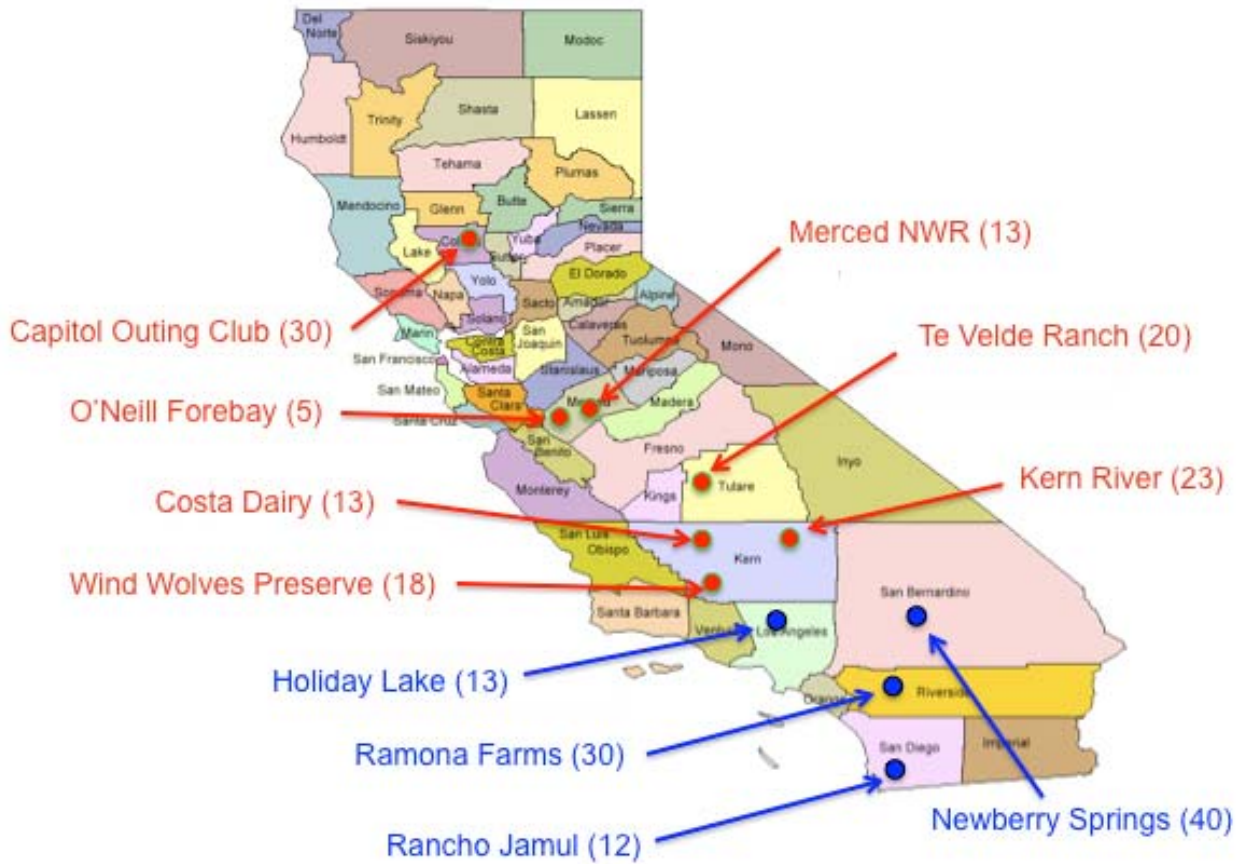 Del
Norte
Siskiyou
Modoc
Trinity
Shasta
Lassen
Humboldt
Tehama
Plumas
Mendocino
Glenn
Butte
Sierra
Nevada
Yuba
Placer
Lake
Sutter
Merced NWR (13)
El Dorado
Yolo
Sonoma
Napa
Sacto
Amador
Alpine
Solano
Calaveras
Capitol Outing Club (30)
Marin
Contra
Costa
San
Joaquin
Tuolumne
Mono
Te Velde Ranch (20)
San Francisco
Alameda
Stanislaus
Mariposa
San Mateo
Santa
Clara
Merced
Madera
O'Neill Forebay (5)
Santa Cruz
San
Benito
Fresno
Inyo
Monterey
Kings
Tulare
Kern River (23)
Costa Dairy (13)
San Luis
Obispo
Kern
Wind Wolves Preserve (18)
San Bernardino
Santa Barbara
Ventura
Los Angeles
Holiday Lake (13)
Orange
Riverside
Ramona Farms (30)
San Diego
Imperial
Newberry Springs (40)
Rancho Jamul (12)